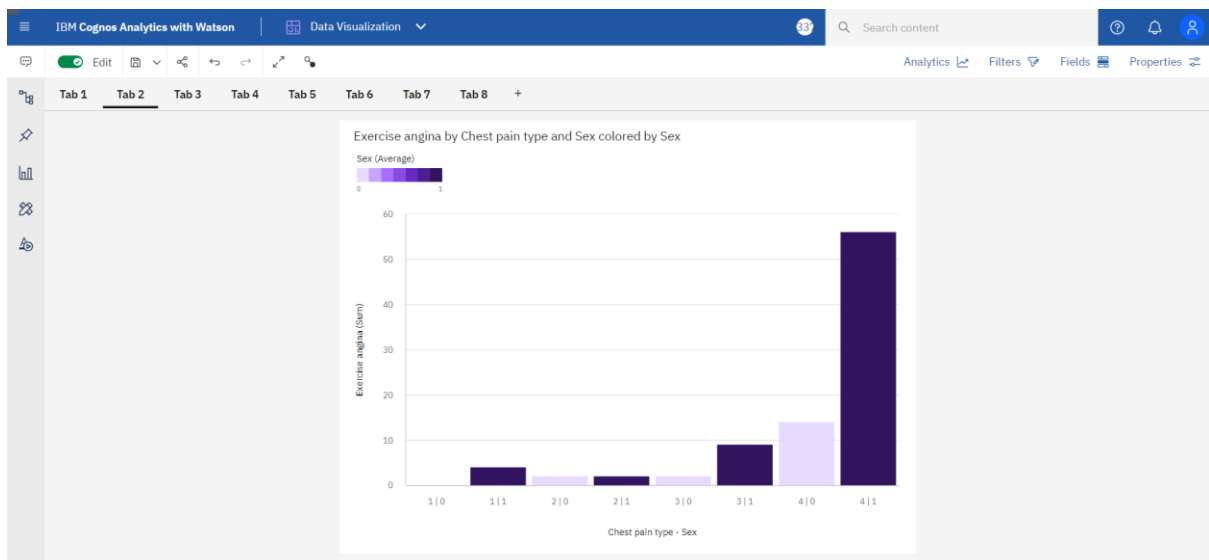 IBM Cognos Analytics with Watson
Data Visualization
Search content
Edit
Analytics
Filters
Fields
Properties
Tab 1 Tab 2 Tab 3 Tab 4 Tab 5 Tab 6 Tab 7 Tab 8 +
Exercise angina by Chest pain type and Sex colored by Sex
Sex (Average)
0 1
60
50
40
30
20
10
0
Exercise angina (Sum)
1|0 1|1 2|0 2|1 3|0 3|1 4|0 4|1
Chest pain type - Sex